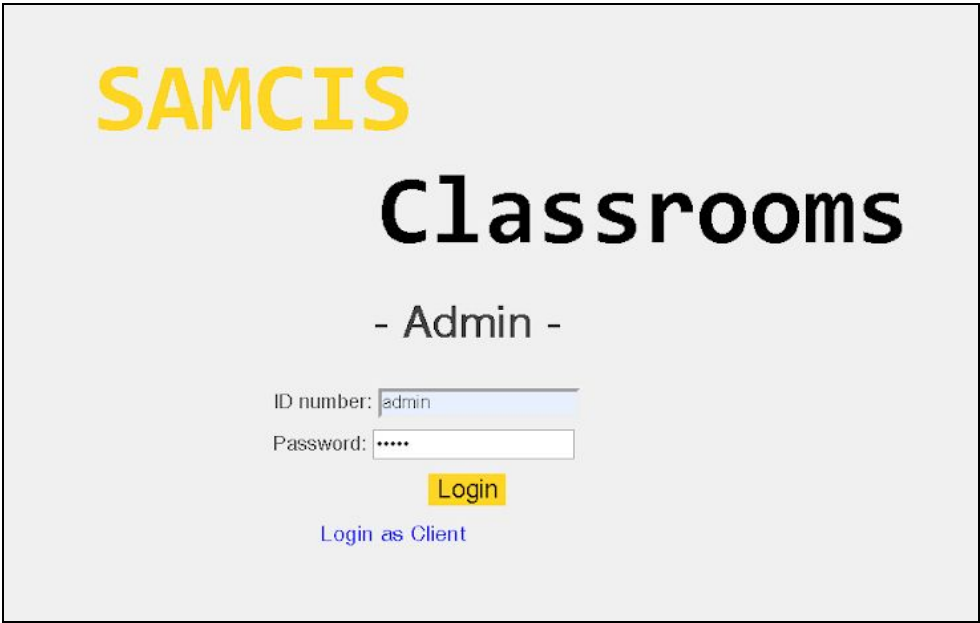 SAMCIS
Classrooms
- Admin -
ID number: admin
Password: •••••
Login
Login as Client